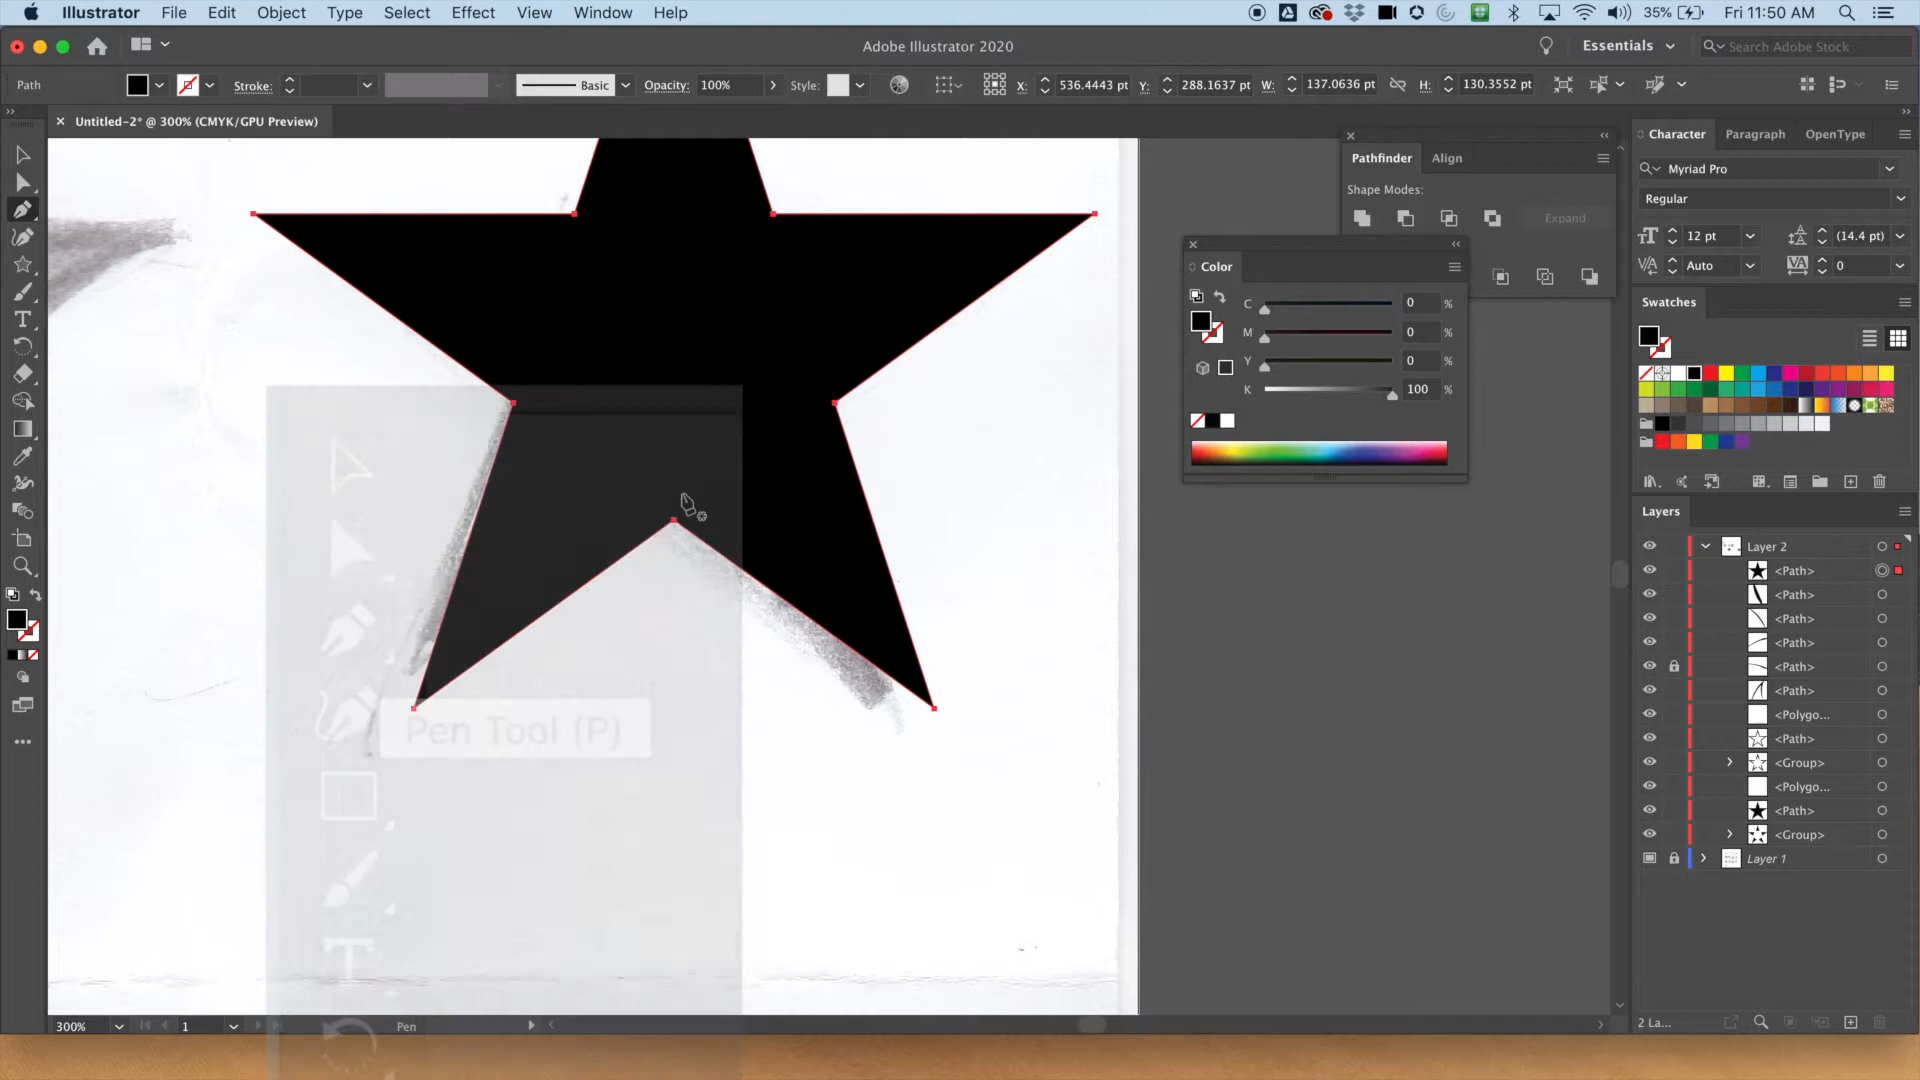 Illustrator File Edit Object Type Select Effect View Window Help 35% Fri 11:50 AM
Adobe Illustrator 2020 Essentials Search Adobe Stock
Path Stroke: Basic Opacity: 100% Style: X: 536.4443 pt Y: 288.1637 pt W: 137.0636 pt H: 130.3552 pt
Untitled-2* @ 300% (CMYK/GPU Preview)
Pathfinder Align
Shape Modes:
Expand
Color
C 0 %
M 0 %
Y 0 %
K 100 %
Character Paragraph OpenType
Myriad Pro
Regular
12 pt (14.4 pt)
Auto 0
Swatches
Layers
Layer 2
<Path>
<Path>
<Path>
<Path>
<Path>
<Path>
<Polygo...
<Path>
<Group>
<Polygo...
<Path>
<Group>
Layer 1
Pen Tool (P)
300% 1 Pen
2 La...